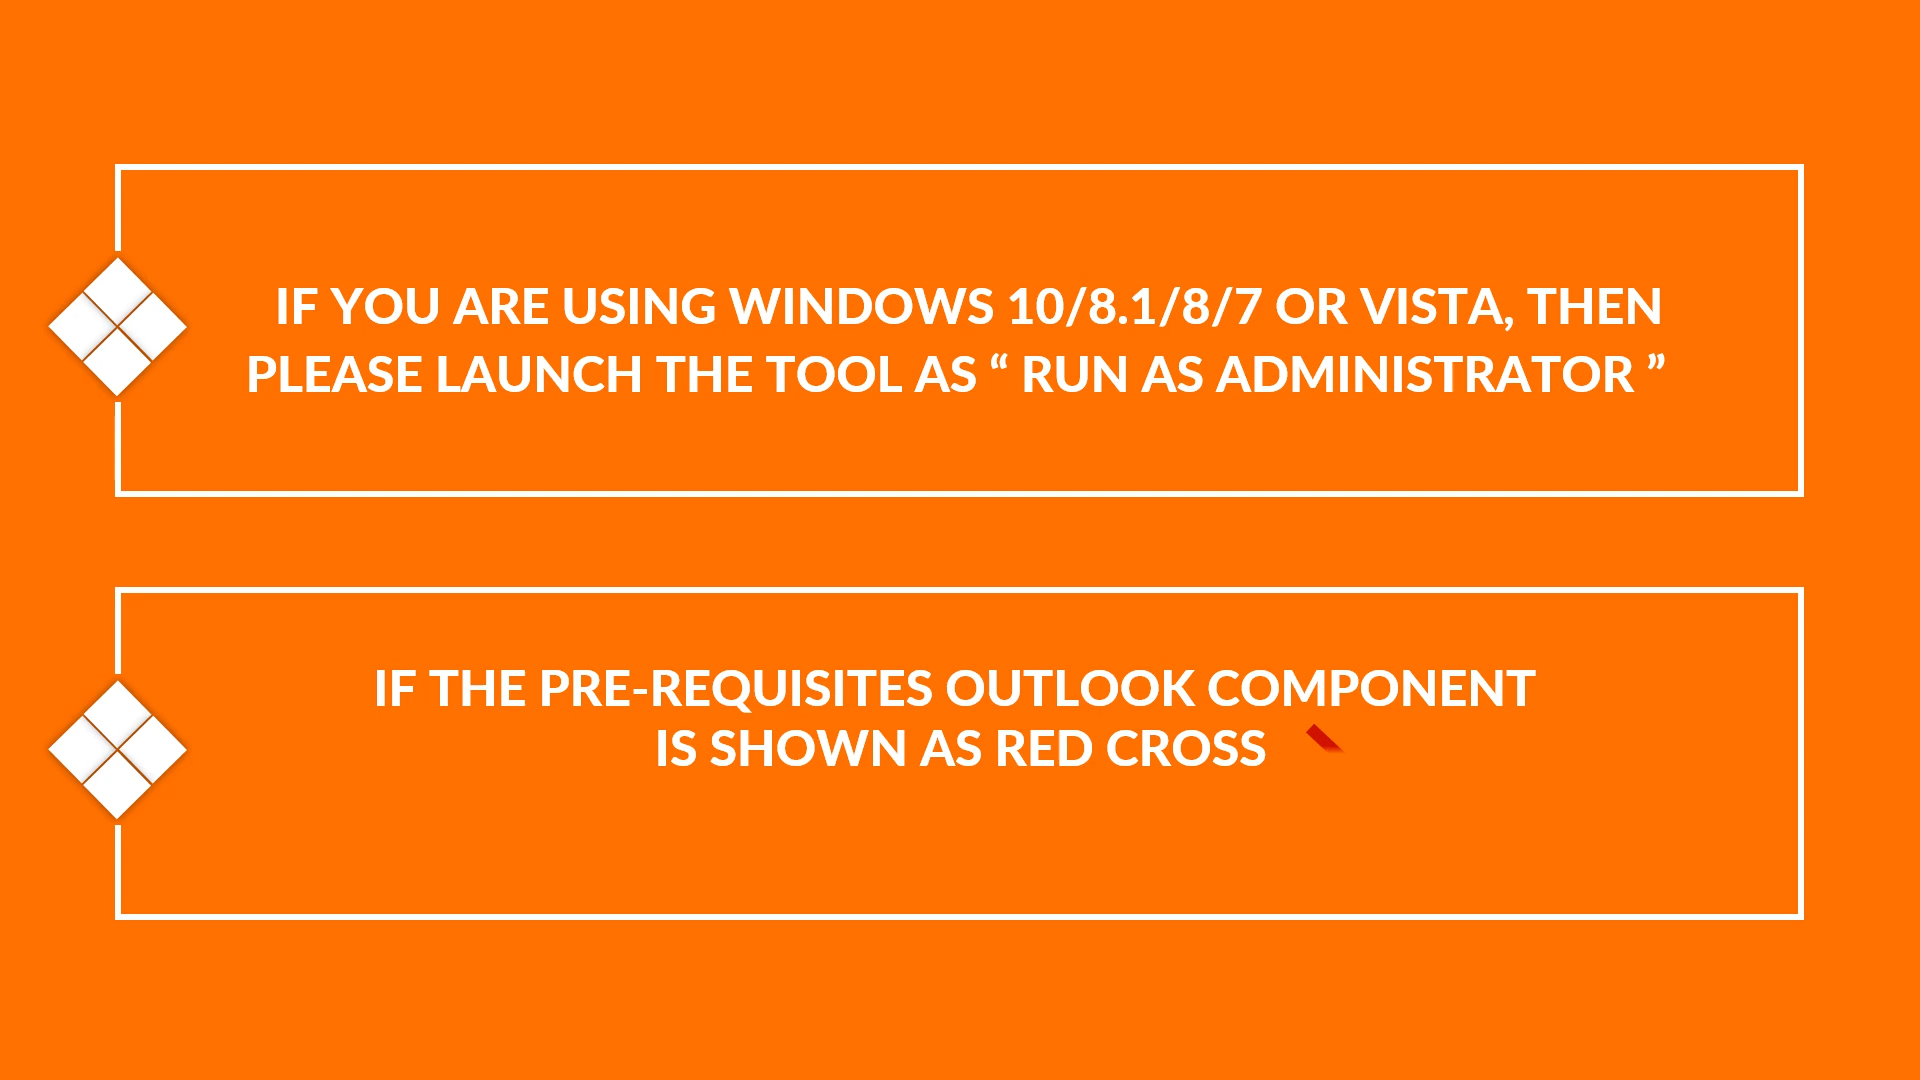 IF YOU ARE USING WINDOWS 10/8.1/8/7 OR VISTA, THEN
PLEASE LAUNCH THE TOOL AS “ RUN AS ADMINISTRATOR ”
IF THE PRE-REQUISITES OUTLOOK COMPONENT
IS SHOWN AS RED CROSS